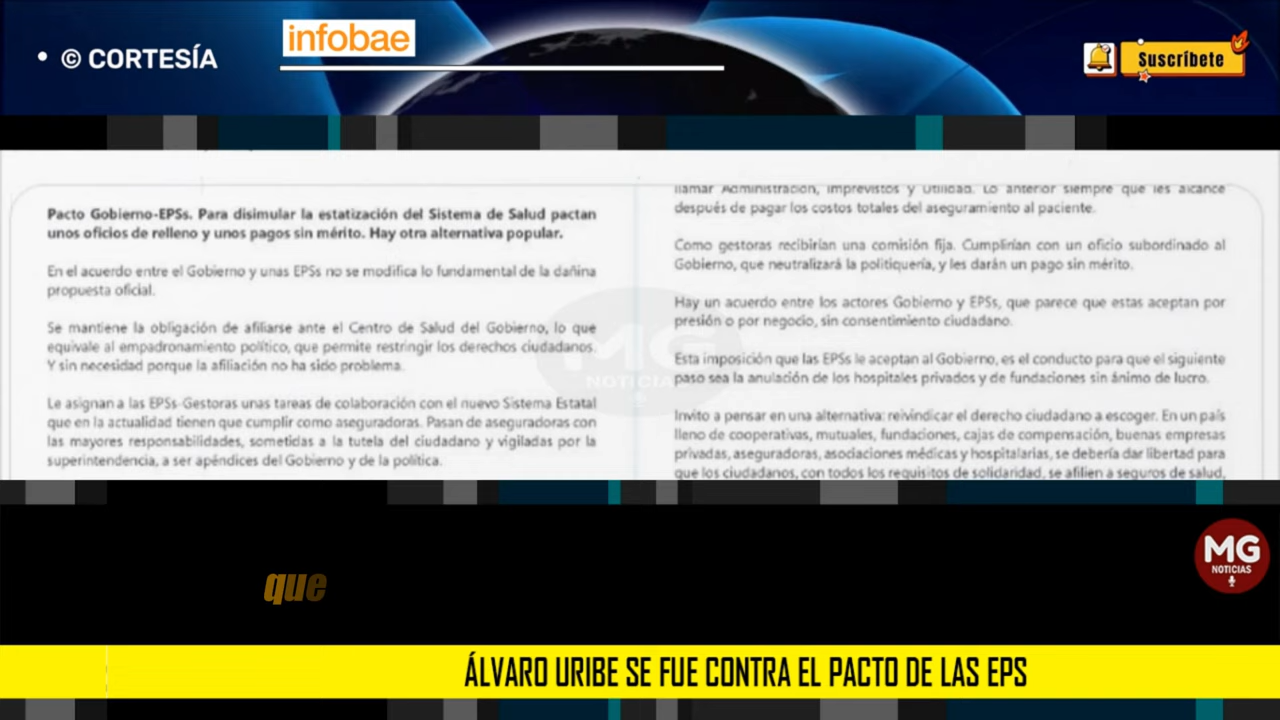 • © CORTESÍA
infobae
Suscríbete
Pacto Gobierno-EPSs. Para disimular la estatización del Sistema de Salud pactan
unos oficios de relleno y unos pagos sin mérito. Hay otra alternativa popular.
En el acuerdo entre el Gobierno y unas EPSs no se modifica lo fundamental de la dañina
propuesta oficial.
Se mantiene la obligación de afiliarse ante el Centro de Salud del Gobierno, lo que
equivale al empadronamiento político, que permite restringir los derechos ciudadanos.
Y sin necesidad porque la afiliación no ha sido problema.
Le asignan a las EPSs-Gestoras unas tareas de colaboración con el nuevo Sistema Estatal
que en la actualidad tienen que cumplir como aseguradoras. Pasan de aseguradoras con
las mayores responsabilidades, sometidas a la tutela del ciudadano y vigiladas por la
superintendencia, a ser apéndices del Gobierno y de la política.
llamar Administración, imprevistos y Utilidad. Lo anterior siempre que les alcance
después de pagar los costos totales del aseguramiento al paciente.
Como gestoras recibirían una comisión fija. Cumplirían con un oficio subordinado al
Gobierno, que neutralizará la politiquería, y les darán un pago sin mérito.
Hay un acuerdo entre los actores Gobierno y EPSs, que parece que estas aceptan por
presión o por negocio, sin consentimiento ciudadano.
Esta imposición que las EPSs le aceptan al Gobierno, es el conducto para que el siguiente
paso sea la anulación de los hospitales privados y de fundaciones sin ánimo de lucro.
Invito a pensar en una alternativa: reivindicar el derecho ciudadano a escoger. En un país
lleno de cooperativas, mutuales, fundaciones, cajas de compensación, buenas empresas
privadas, aseguradoras, asociaciones médicas y hospitalarias, se debería dar libertad para
que los ciudadanos, con todos los requisitos de solidaridad, se afilien a seguros de salud,
MG
NOTICIAS
que
MG
NOTICIAS
ÁLVARO URIBE SE FUE CONTRA EL PACTO DE LAS EPS